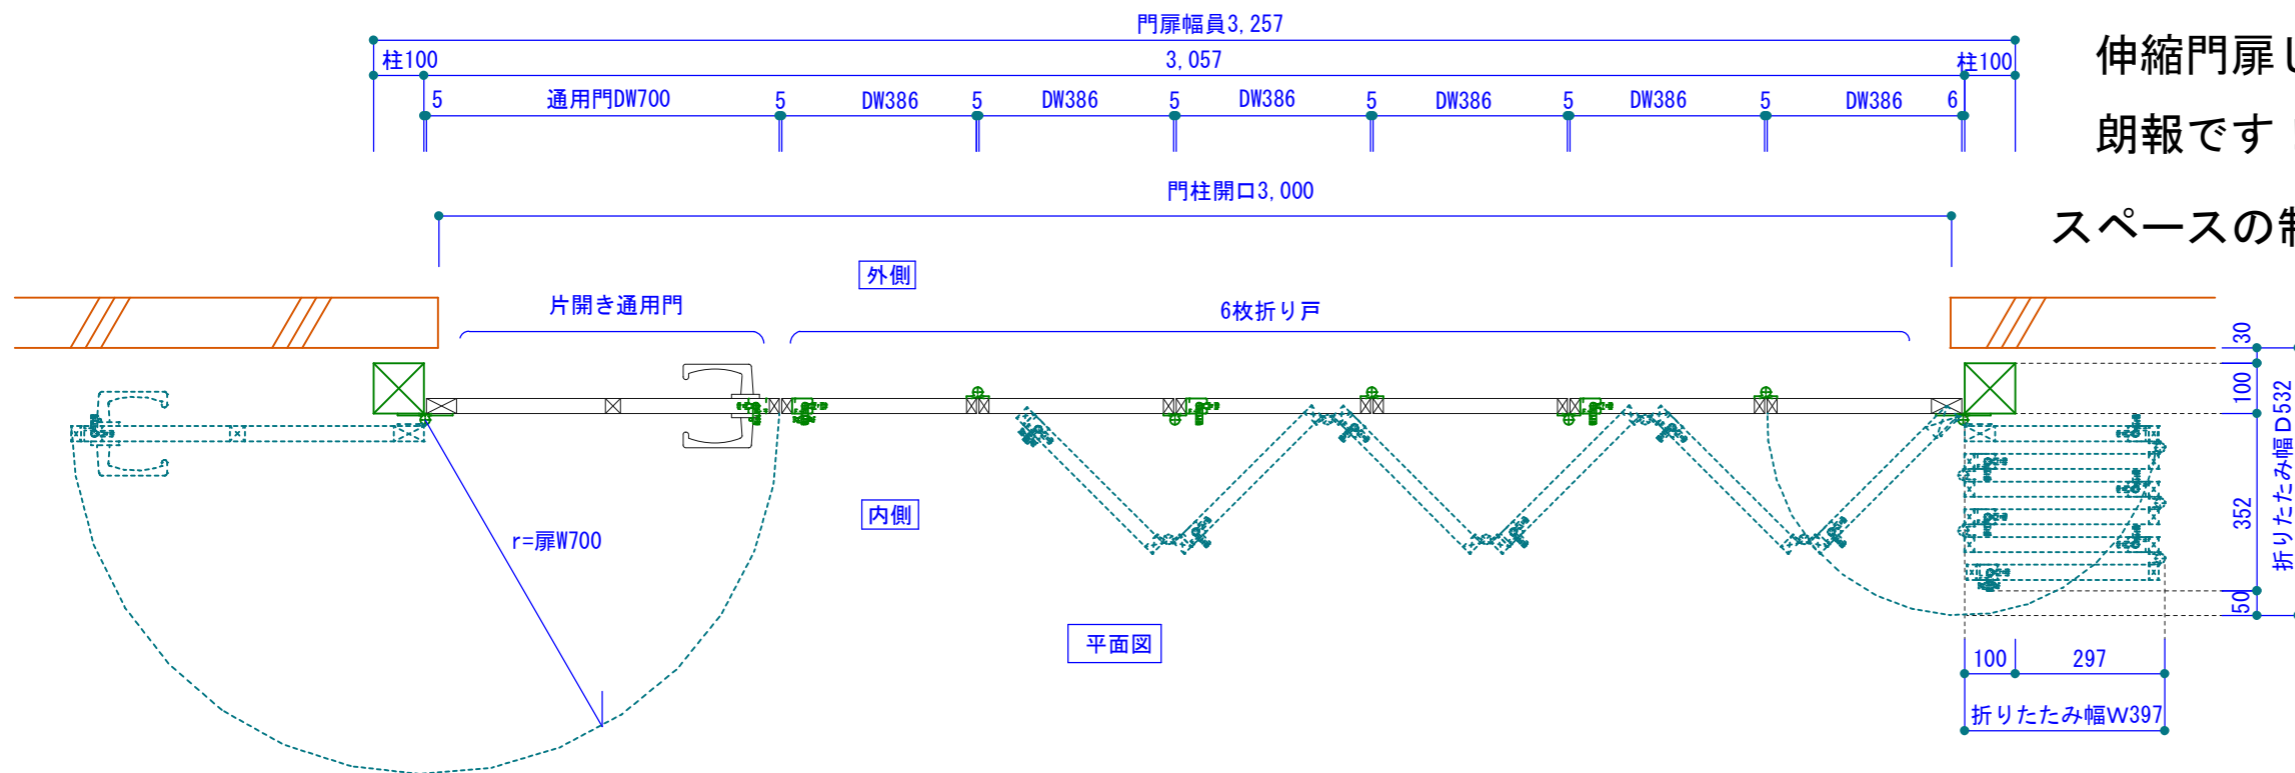 門扉幅員3,257
柱100 3,057 柱100
5 通用門DW700 5 DW386 5 DW386 5 DW386 5 DW386 5 DW386 5 DW386 6
門柱開口3,000
伸縮門扉
朗報です
スペースの
外側
片開き通用門
6枚折り戸
30
100
352
50
折りたたみ幅D532
内側
r=扉W700
平面図
100 297
折りたたみ幅W397